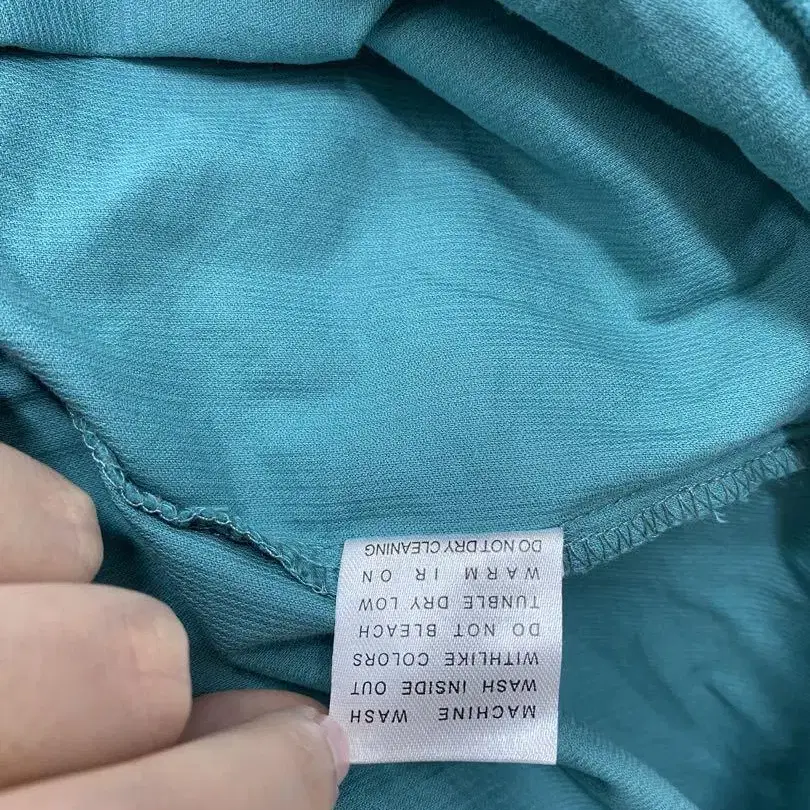 MACHINE WASH
WASH INSIDE OUT
WITHLIKE COLORS
DO NOT BLEACH
TUNBLE DRY LOW
WARM IR ON
DO NOT DRY CLEANING